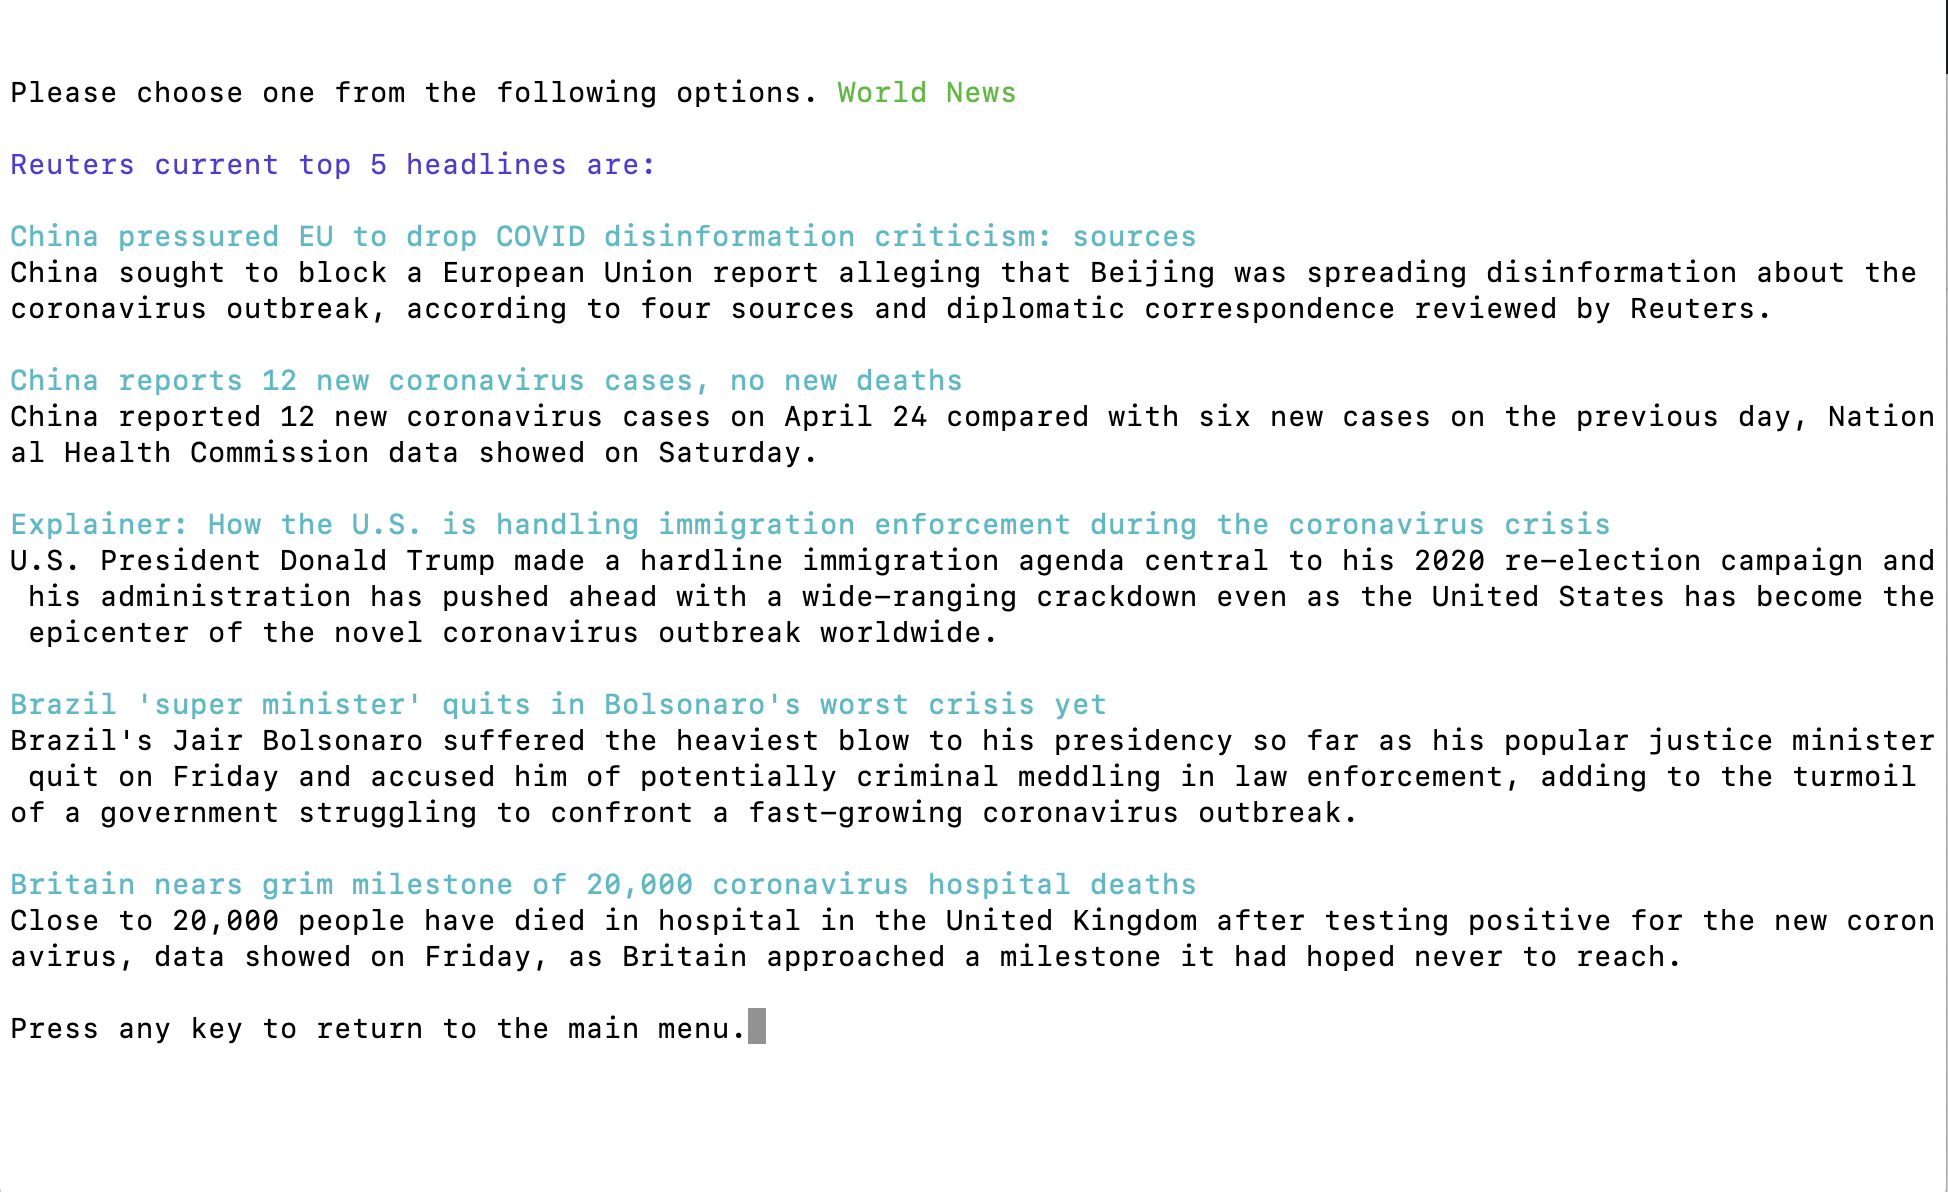 Please choose one from the following options. World News
Reuters current top 5 headlines are:
China pressured EU to drop COVID disinformation criticism: sources
China sought to block a European Union report alleging that Beijing was spreading disinformation about the
coronavirus outbreak, according to four sources and diplomatic correspondence reviewed by Reuters.
China reports 12 new coronavirus cases, no new deaths
China reported 12 new coronavirus cases on April 24 compared with six new cases on the previous day, Nation
al Health Commission data showed on Saturday.
Explainer: How the U.S. is handling immigration enforcement during the coronavirus crisis
U.S. President Donald Trump made a hardline immigration agenda central to his 2020 re-election campaign and
his administration has pushed ahead with a wide-ranging crackdown even as the United States has become the
epicenter of the novel coronavirus outbreak worldwide.
Brazil 'super minister' quits in Bolsonaro's worst crisis yet
Brazil's Jair Bolsonaro suffered the heaviest blow to his presidency so far as his popular justice minister
quit on Friday and accused him of potentially criminal meddling in law enforcement, adding to the turmoil
of a government struggling to confront a fast-growing coronavirus outbreak.
Britain nears grim milestone of 20,000 coronavirus hospital deaths
Close to 20,000 people have died in hospital in the United Kingdom after testing positive for the new coron
avirus, data showed on Friday, as Britain approached a milestone it had hoped never to reach.
Press any key to return to the main menu.